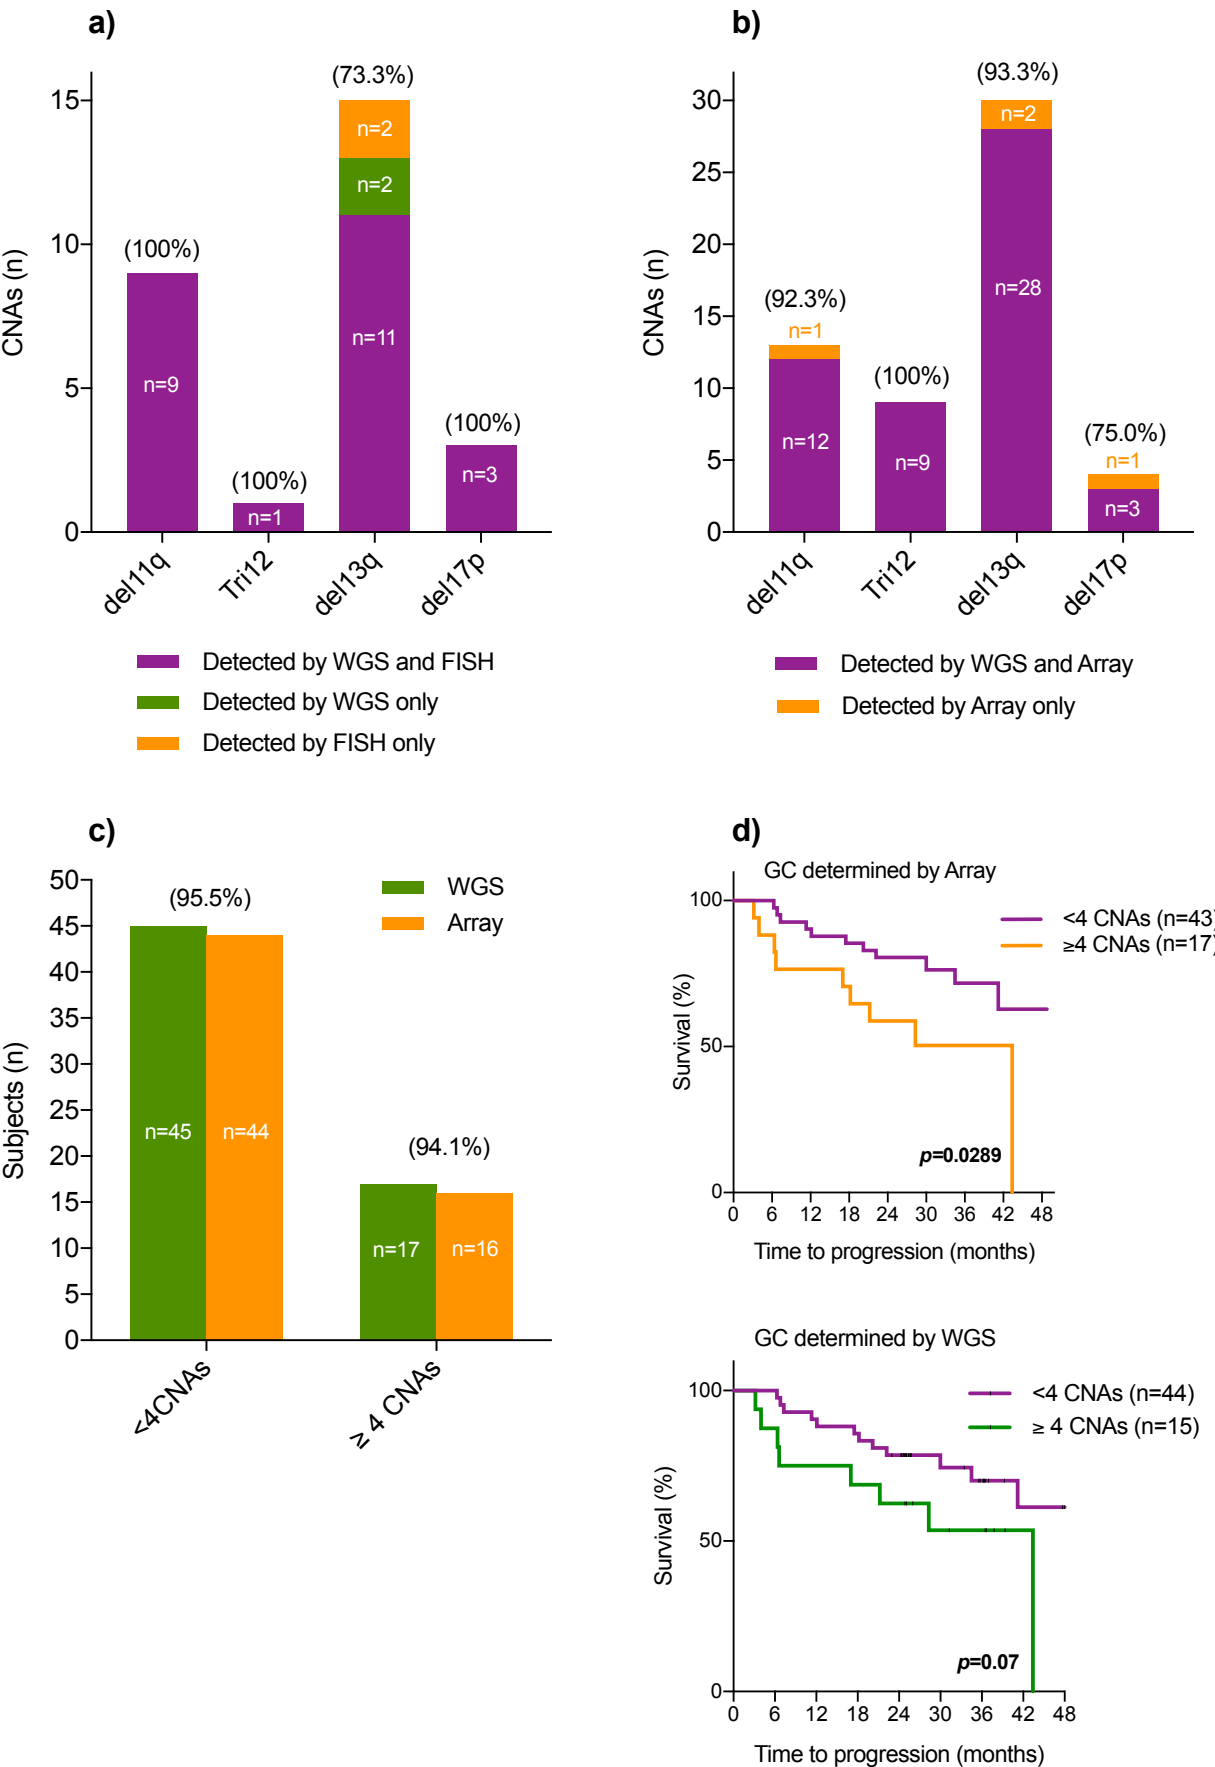 a)
(73.3%)
15
n=2
n=2
10
(100%)
CNAs (n)
n=11
n=9
5
(100%)
(100%)
n=3
n=1
0
del11q
Tri12
del13q
del17p
Detected by WGS and FISH
Detected by WGS only
Detected by FISH only
b)
(93.3%)
30
n=2
25
20
CNAs (n)
n=28
(92.3%)
15
n=1
(100%)
10
n=12
(75.0%)
n=9
5
n=1
n=3
0
del11q
Tri12
del13q
del17p
Detected by WGS and Array
Detected by Array only
c)
50
WGS
(95.5%)
Array
45
40
35
30
Subjects (n)
25
n=45
n=44
20
(94.1%)
15
10
n=17
n=16
5
0
<4CNAs
≥ 4 CNAs
d)
GC determined by Array
100
<4 CNAs (n=43)
≥4 CNAs (n=17)
Survival (%)
50
p=0.0289
0
0 6 12 18 24 30 36 42 48
Time to progression (months)
GC determined by WGS
100
<4 CNAs (n=44)
≥ 4 CNAs (n=15)
Survival (%)
50
p=0.07
0
0 6 12 18 24 30 36 42 48
Time to progression (months)